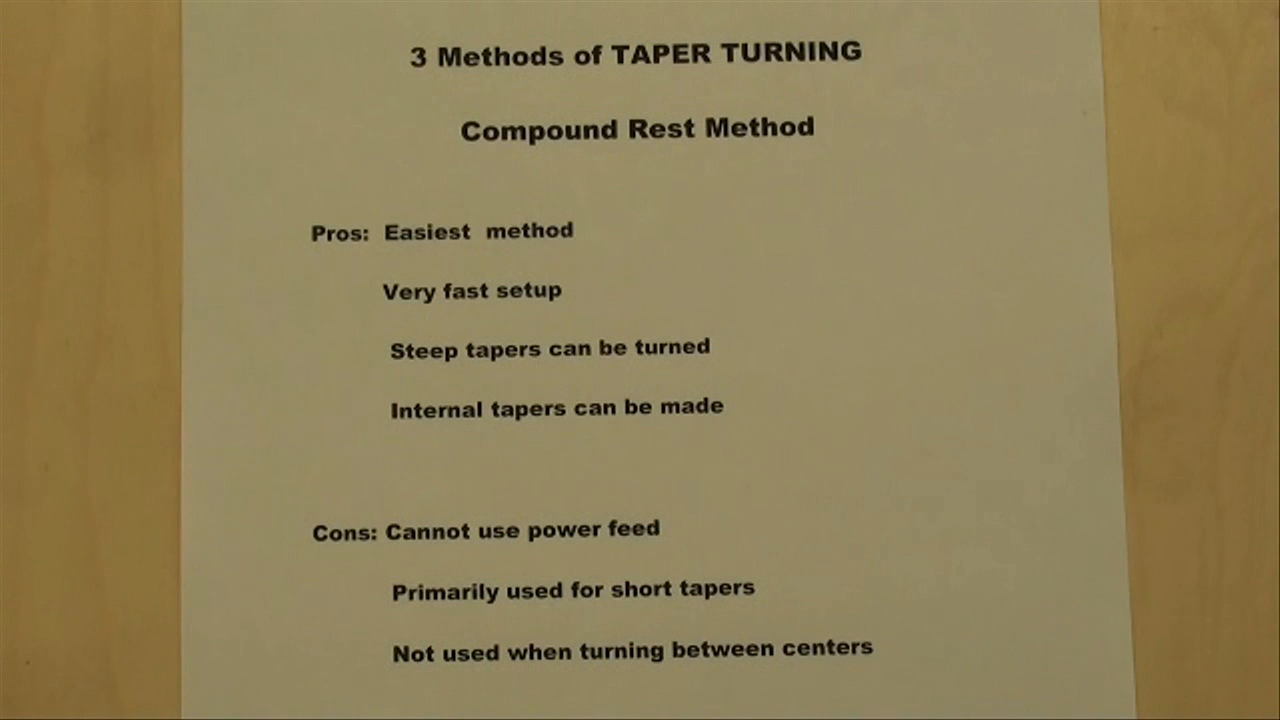 3 Methods of TAPER TURNING
Compound Rest Method
Pros: Easiest method
Very fast setup
Steep tapers can be turned
Internal tapers can be made
Cons: Cannot use power feed
Primarily used for short tapers
Not used when turning between centers